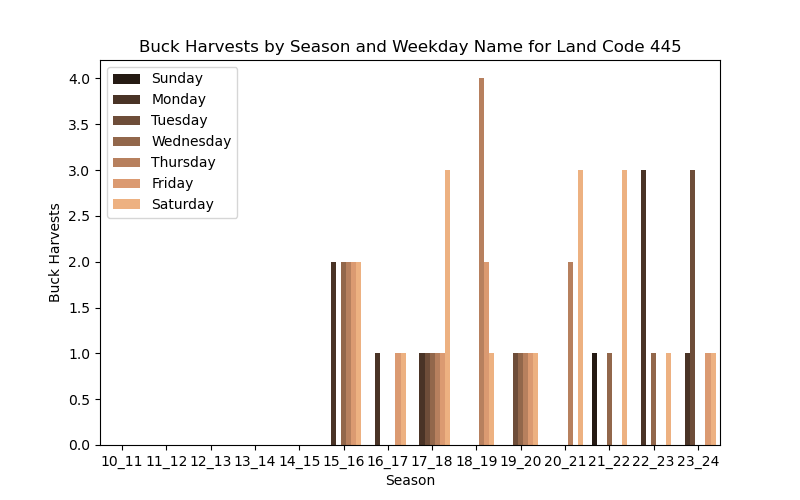 Buck Harvests by Season and Weekday Name for Land Code 445
Sunday
Monday
Tuesday
Wednesday
Thursday
Friday
Saturday
4.0
3.5
3.0
2.5
2.0
1.5
1.0
0.5
0.0
Buck Harvests
10_11 11_12 12_13 13_14 14_15 15_16 16_17 17_18 18_19 19_20 20_21 21_22 22_23 23_24
Season